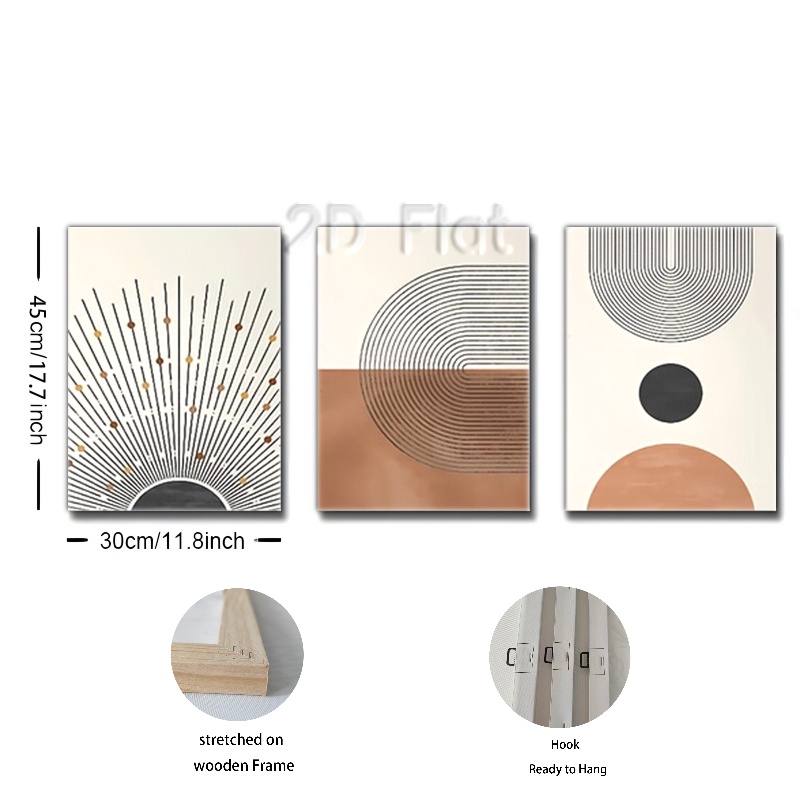 2D Flat
45cm/17.7inch
30cm/11.8inch
stretched on
wooden Frame
Hook
Ready to Hang